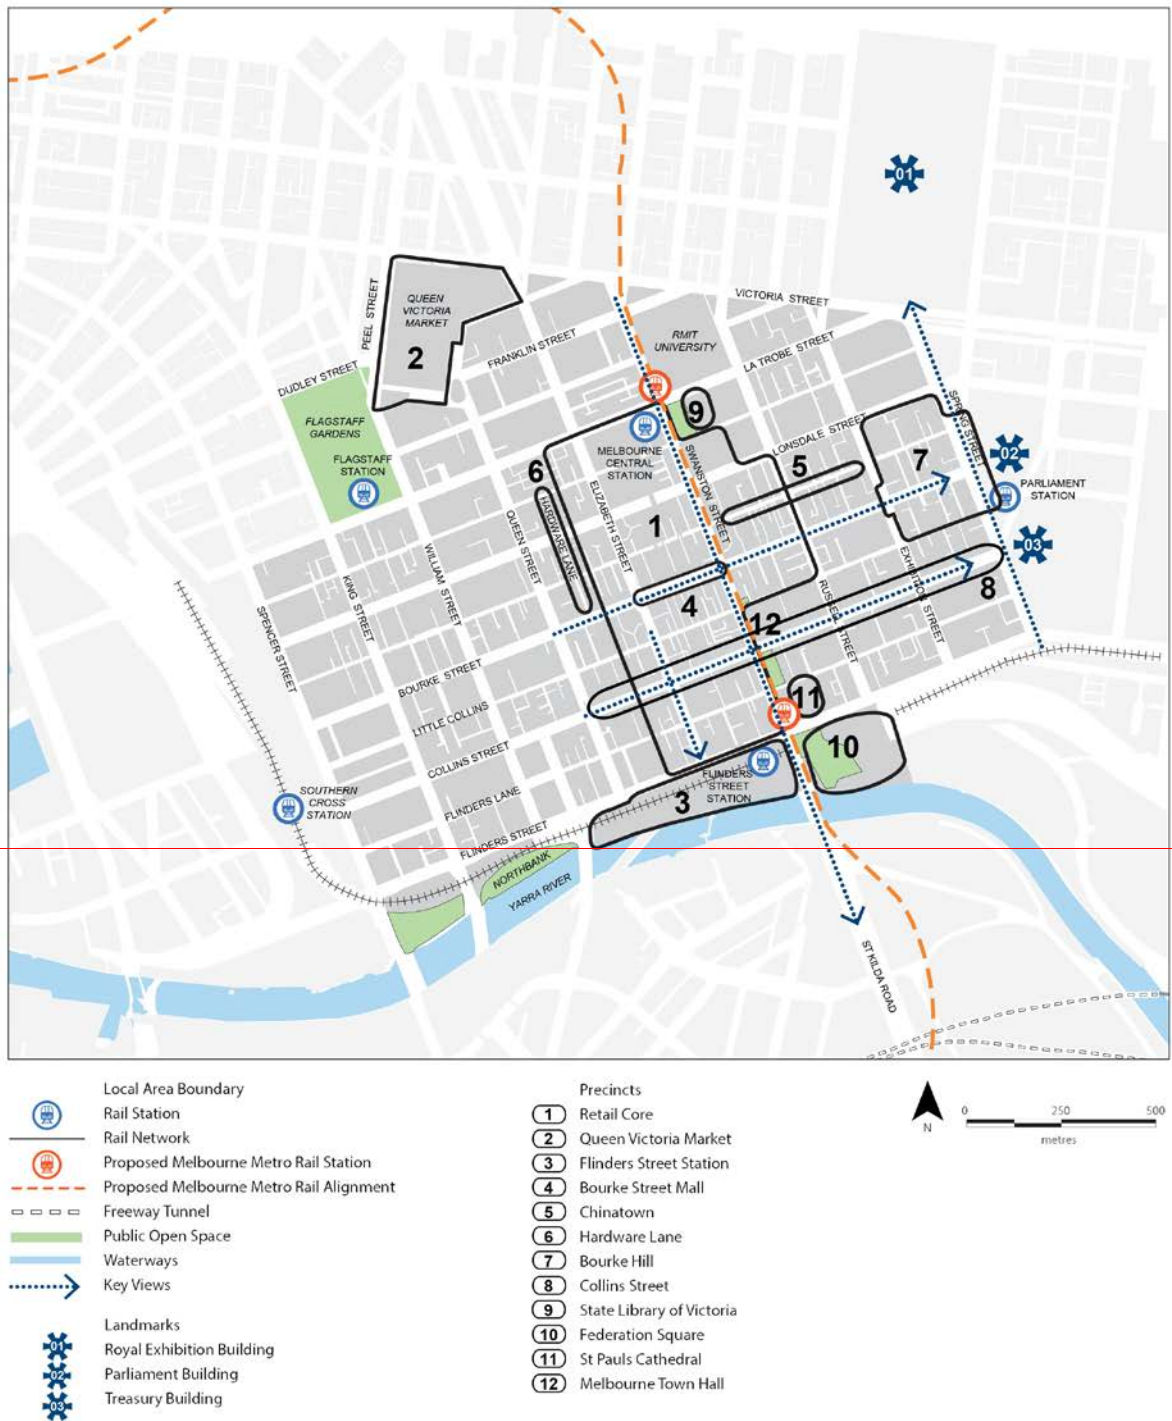 01
VICTORIA STREET
PEEL STREET
QUEEN
VICTORIA
MARKET
2
RMIT
UNIVERSITY
FRANKLIN STREET
LA TROBE STREET
DUDLEY STREET
FLAGSTAFF
GARDENS
FLAGSTAFF
STATION
9
MELBOURNE
CENTRAL
STATION
SPRING STREET
LONSDALE STREET
5
7
02
PARLIAMENT
STATION
6
HARDWARE LANE
ELIZABETH STREET
SWANSTON STREET
QUEEN STREET
1
WILLIAM STREET
KING STREET
SPENCER STREET
EXHIBITION STREET
03
8
RUSSELL STREET
4
12
BOURKE STREET
LITTLE COLLINS
COLLINS STREET
FLINDERS LANE
FLINDERS STREET
11
10
FLINDERS
STREET
STATION
3
SOUTHERN
CROSS
STATION
NORTHBANK
YARRA RIVER
ST KILDA ROAD
Local Area Boundary
Rail Station
Rail Network
Proposed Melbourne Metro Rail Station
Proposed Melbourne Metro Rail Alignment
Freeway Tunnel
Public Open Space
Waterways
Key Views
Landmarks
01 Royal Exhibition Building
02 Parliament Building
03 Treasury Building
Precincts
1 Retail Core
2 Queen Victoria Market
3 Flinders Street Station
4 Bourke Street Mall
5 Chinatown
6 Hardware Lane
7 Bourke Hill
8 Collins Street
9 State Library of Victoria
10 Federation Square
11 St Pauls Cathedral
12 Melbourne Town Hall
N
0 250 500
metres